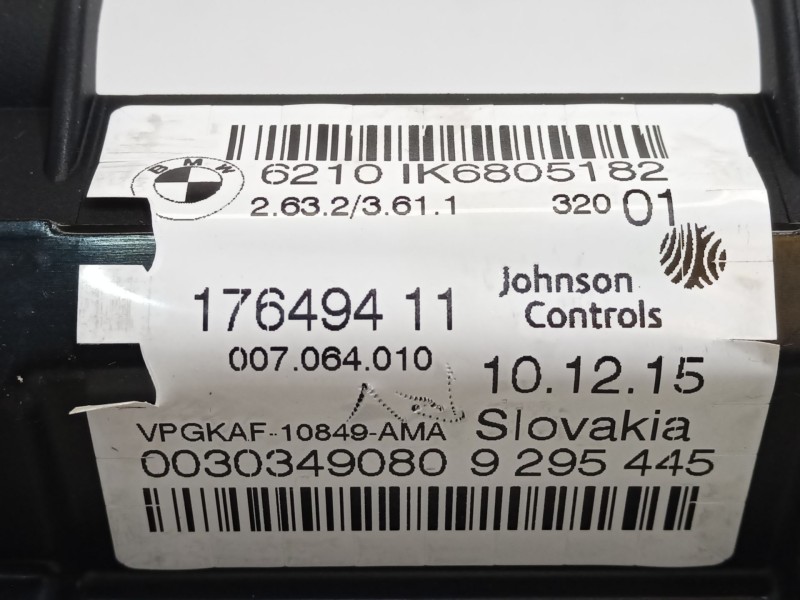 BMW
6210 IK6805182
2.63.2/3.61.1 320 01
176494 11
Johnson
Controls
007.064.010
10.12.15
VPGKAF-10849-AMA Slovakia
0030349080 9 295 445